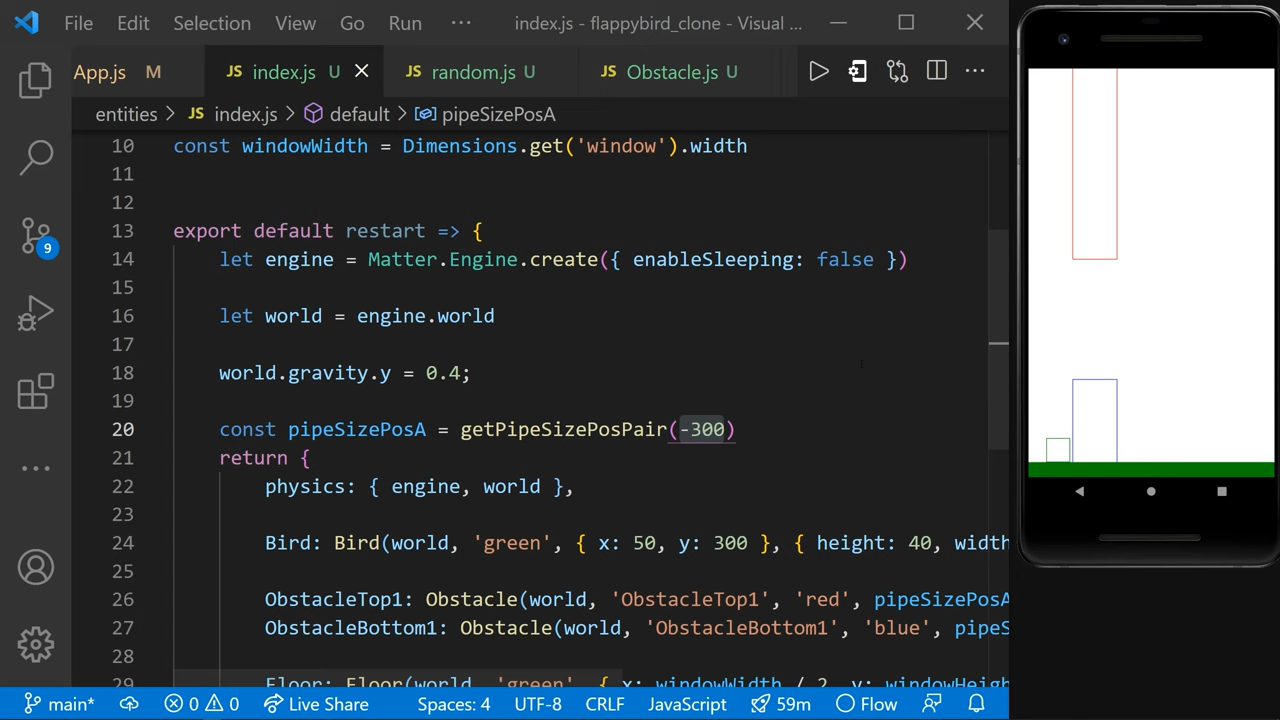 File Edit Selection View Go Run ··· index.js - flappybird_clone - Visual ...
App.js M JS index.js U JS random.js U JS Obstacle.js U
entities > JS index.js > default > pipeSizePosA
10 const windowWidth = Dimensions.get('window').width
11
12
13 export default restart => {
14 let engine = Matter.Engine.create({ enableSleeping: false })
15
16 let world = engine.world
17
18 world.gravity.y = 0.4;
19
20 const pipeSizePosA = getPipeSizePosPair(-300)
21 return {
22 physics: { engine, world },
23
24 Bird: Bird(world, 'green', { x: 50, y: 300 }, { height: 40, width
25
26 ObstacleTop1: Obstacle(world, 'ObstacleTop1', 'red', pipeSizePosA
27 ObstacleBottom1: Obstacle(world, 'ObstacleBottom1', 'blue', pipeS
28
29 Floor: Floor(world, 'green', { x: windowWidth / 2, y: windowHeigh
9
main* 0 0 Live Share Spaces: 4 UTF-8 CRLF JavaScript 59m Flow